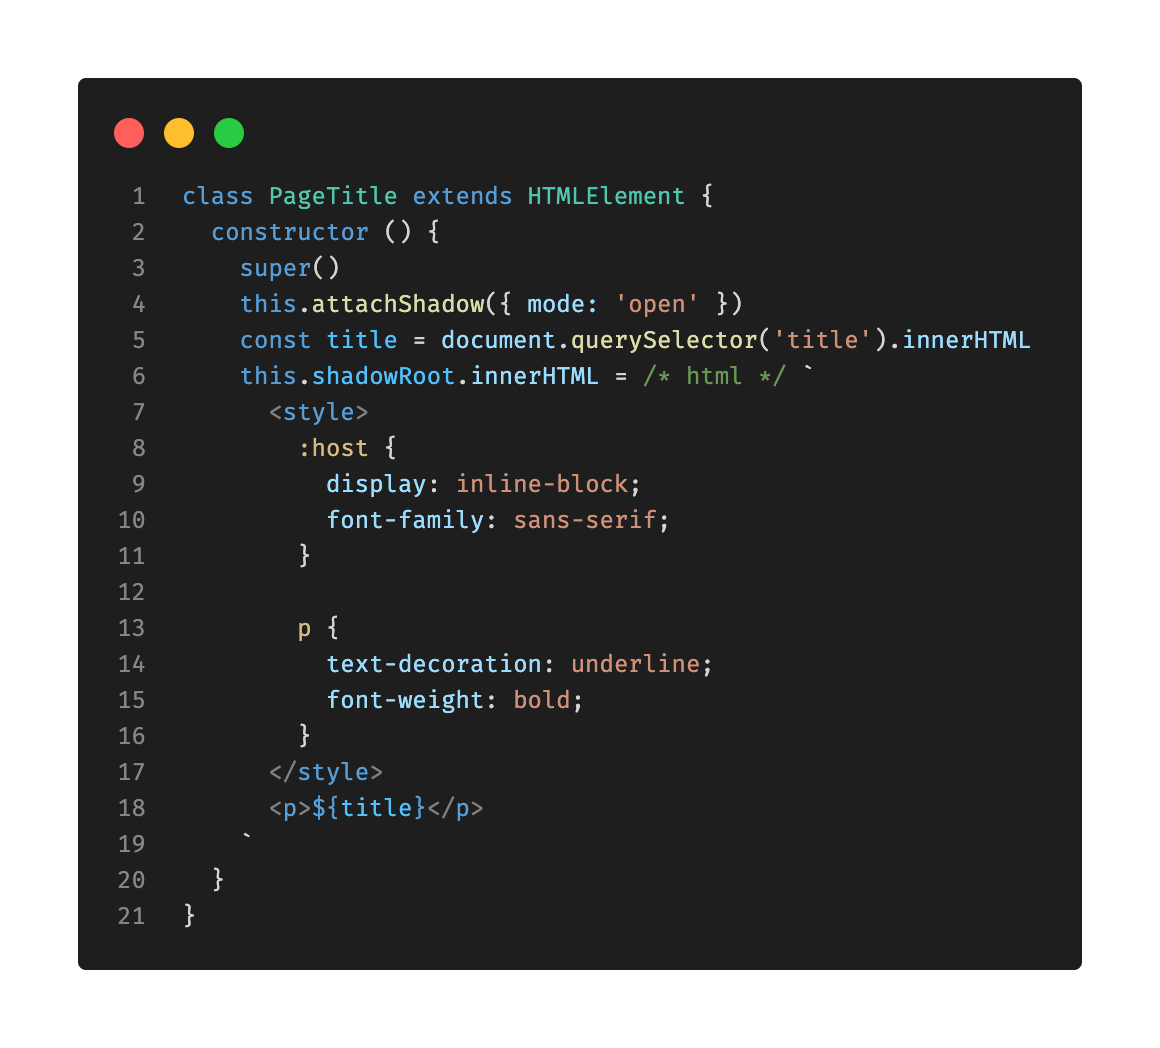 1 class PageTitle extends HTMLElement {
2   constructor () {
3     super()
4     this.attachShadow({ mode: 'open' })
5     const title = document.querySelector('title').innerHTML
6     this.shadowRoot.innerHTML = /* html */ `
7       <style>
8         :host {
9           display: inline-block;
10           font-family: sans-serif;
11         }
12
13         p {
14           text-decoration: underline;
15           font-weight: bold;
16         }
17       </style>
18       <p>${title}</p>
19     `
20   }
21 }